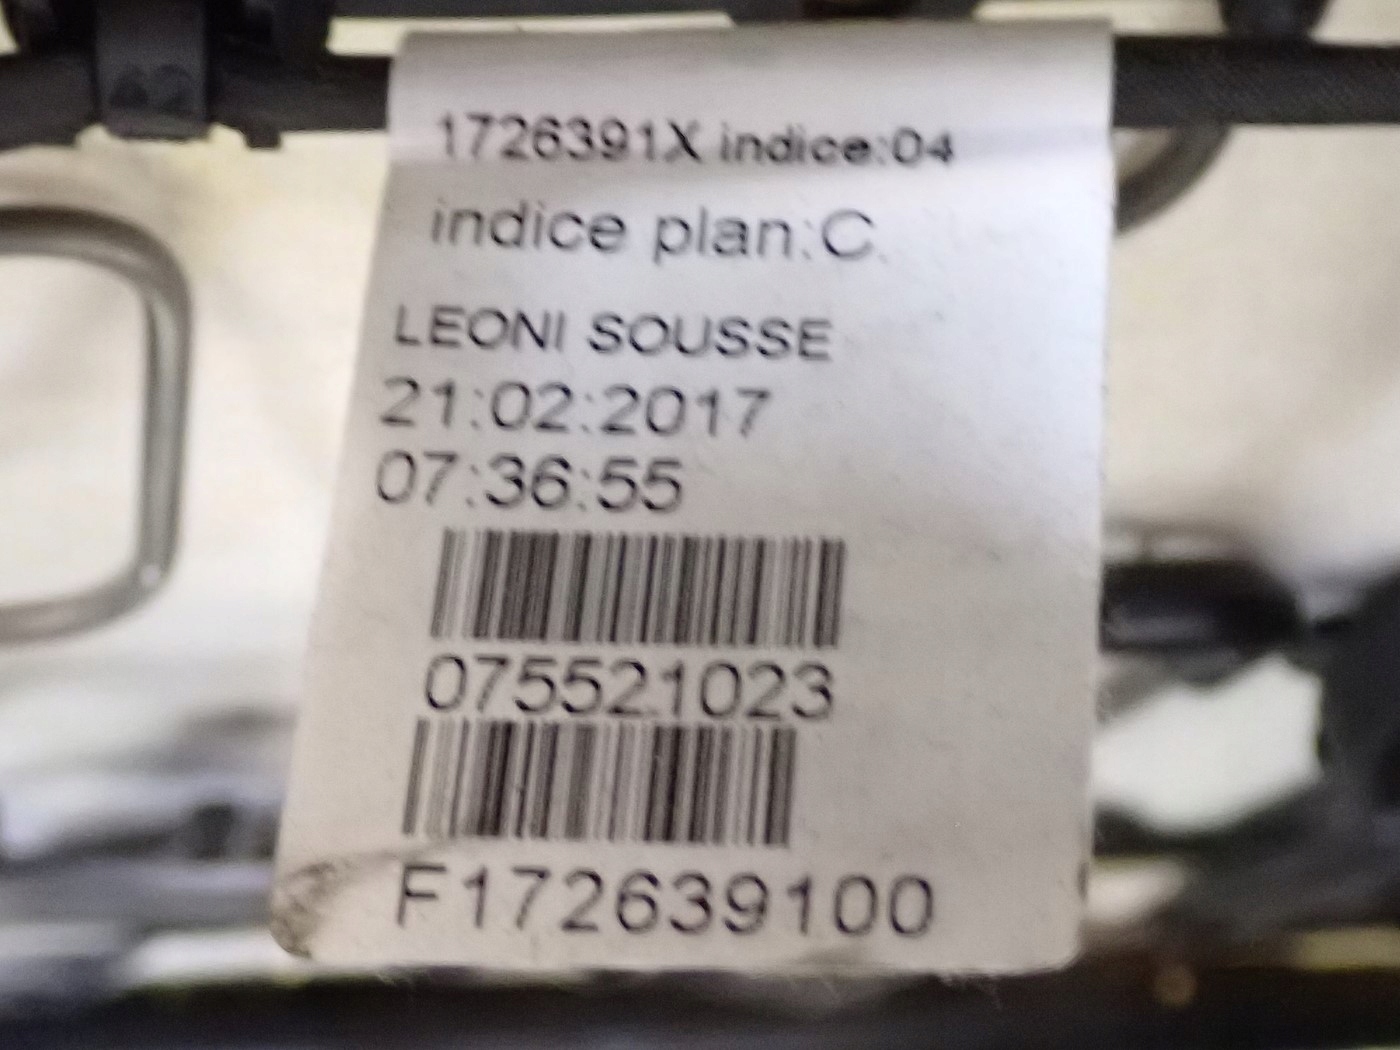 1726391X indice:04
indice plan:C
LEONI SOUSSE
21:02:2017
07:36:55
075521023
F172639100